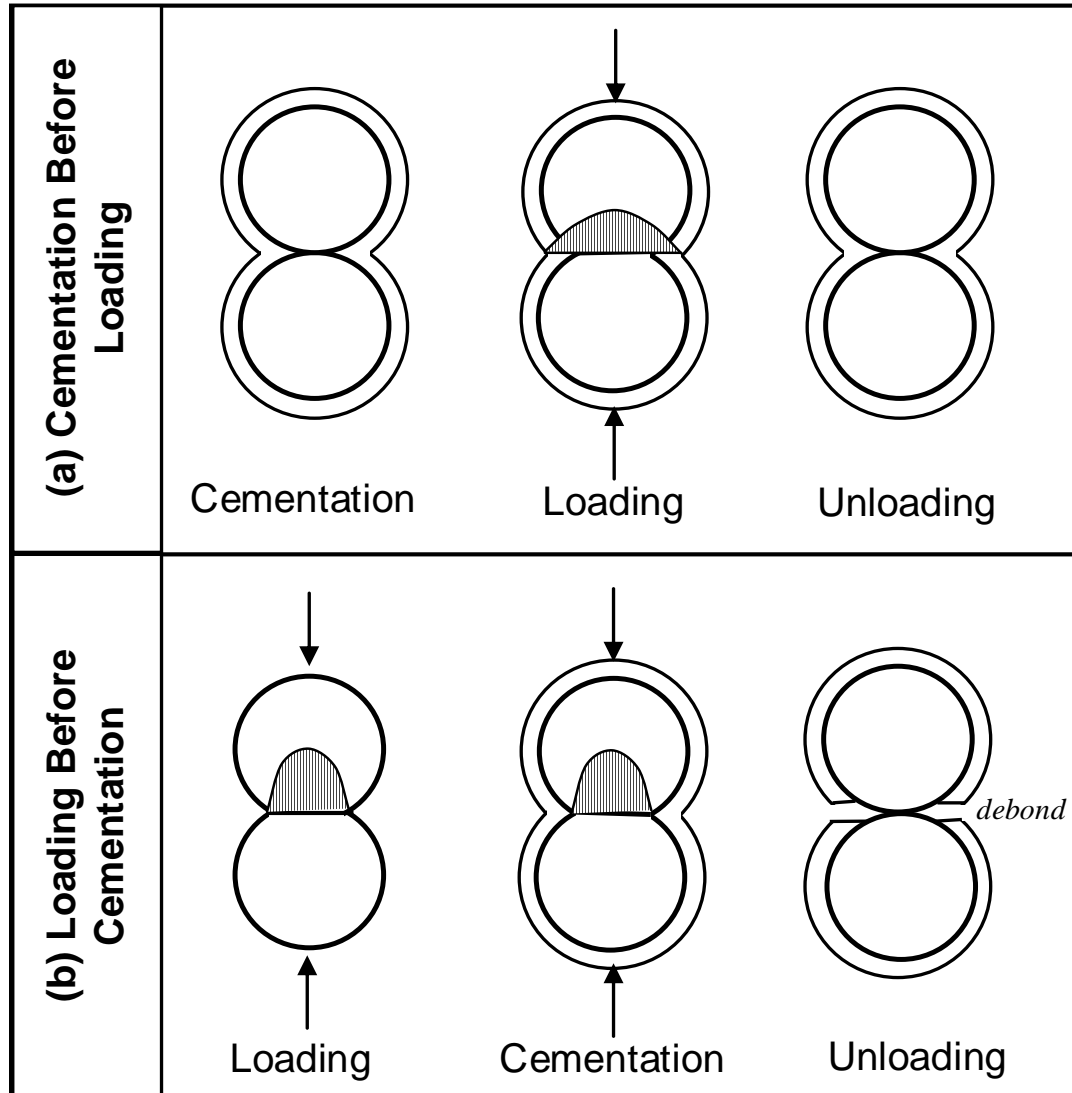 (a) Cementation Before
Loading
Cementation
Loading
Unloading
(b) Loading Before
Cementation
debond
Loading
Cementation
Unloading